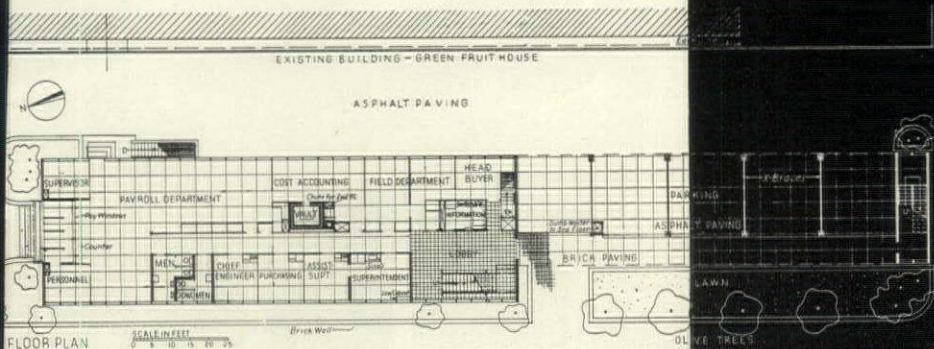 EXISTING BUILDING - GREEN FRUIT HOUSE
ASPHALT PAVING
N
D
SUPERVISOR
PAYROLL DEPARTMENT
COST ACCOUNTING
FIELD DEPARTMENT
HEAD
BUYER
Pay Windows
VAULT
INFORMATION
Counter
PERSONNEL
MEN
WOMEN
CHIEF
ENGINEER
PURCHASING
ASSIST.
SUPT.
SUPERINTENDENT
LOBBY
PARKING
ASPHALT PAVING
BRICK PAVING
LAWN
Brick Wall
OLIVE TREES
FLOOR PLAN
SCALE IN FEET
0 5 10 15 20 25